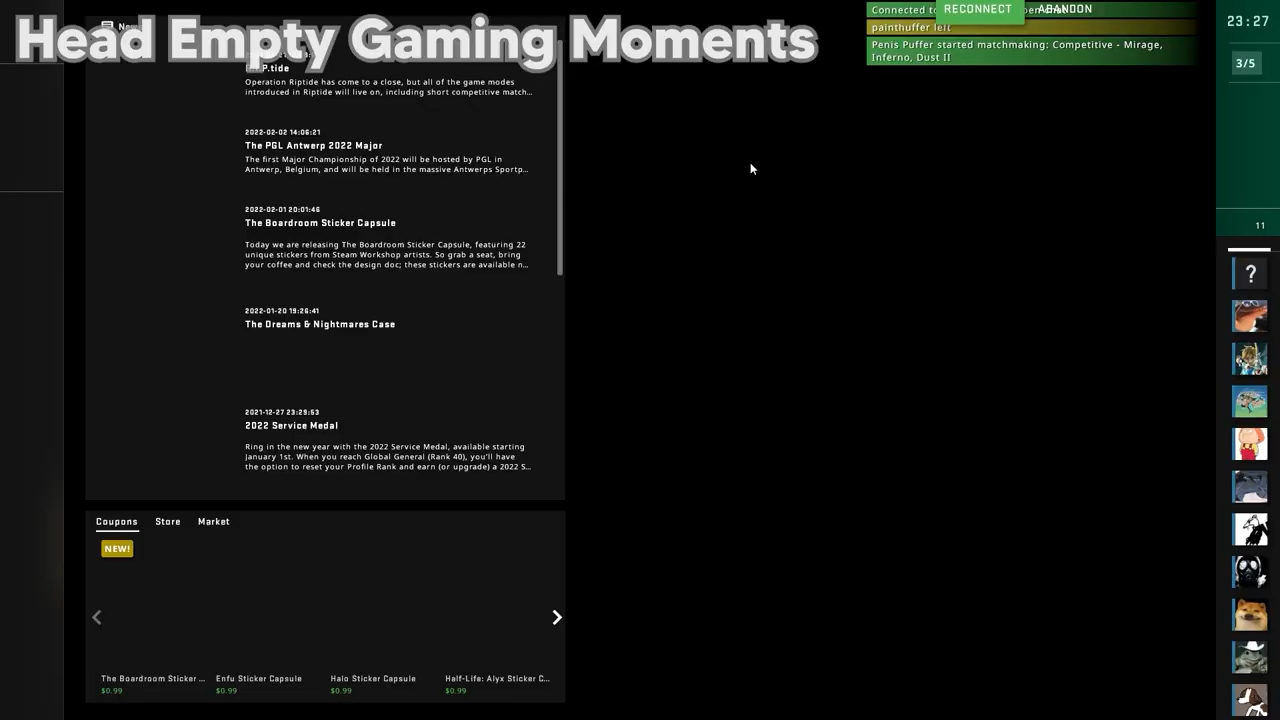 Head Empty Gaming Moments
Operation Riptide has come to a close, but all of the game modes
introduced in Riptide will live on, including short competitive match...
2022-02-02 14:06:21
The PGL Antwerp 2022 Major
The first Major Championship of 2022 will be hosted by PGL in
Antwerp, Belgium, and will be held in the massive Antwerps Sportp...
2022-02-01 20:01:46
The Boardroom Sticker Capsule
Today we are releasing The Boardroom Sticker Capsule, featuring 22
unique stickers from Steam Workshop artists. So grab a seat, bring
your coffee and check the design doc; these stickers are available n...
2022-01-20 19:26:41
The Dreams & Nightmares Case
2021-12-27 23:29:53
2022 Service Medal
Ring in the new year with the 2022 Service Medal, available starting
January 1st. When you reach Global General (Rank 40), you'll have
the option to reset your Profile Rank and earn (or upgrade) a 2022 S...
Coupons Store Market
NEW!
The Boardroom Sticker ... Enfu Sticker Capsule Halo Sticker Capsule Half-Life: Alyx Sticker C...
$0.99 $0.99 $0.99 $0.99
RECONNECT ABANDON
Connected to
painthuffer left
Penis Puffer started matchmaking: Competitive - Mirage,
Inferno, Dust II
23:27
3/5
11
?